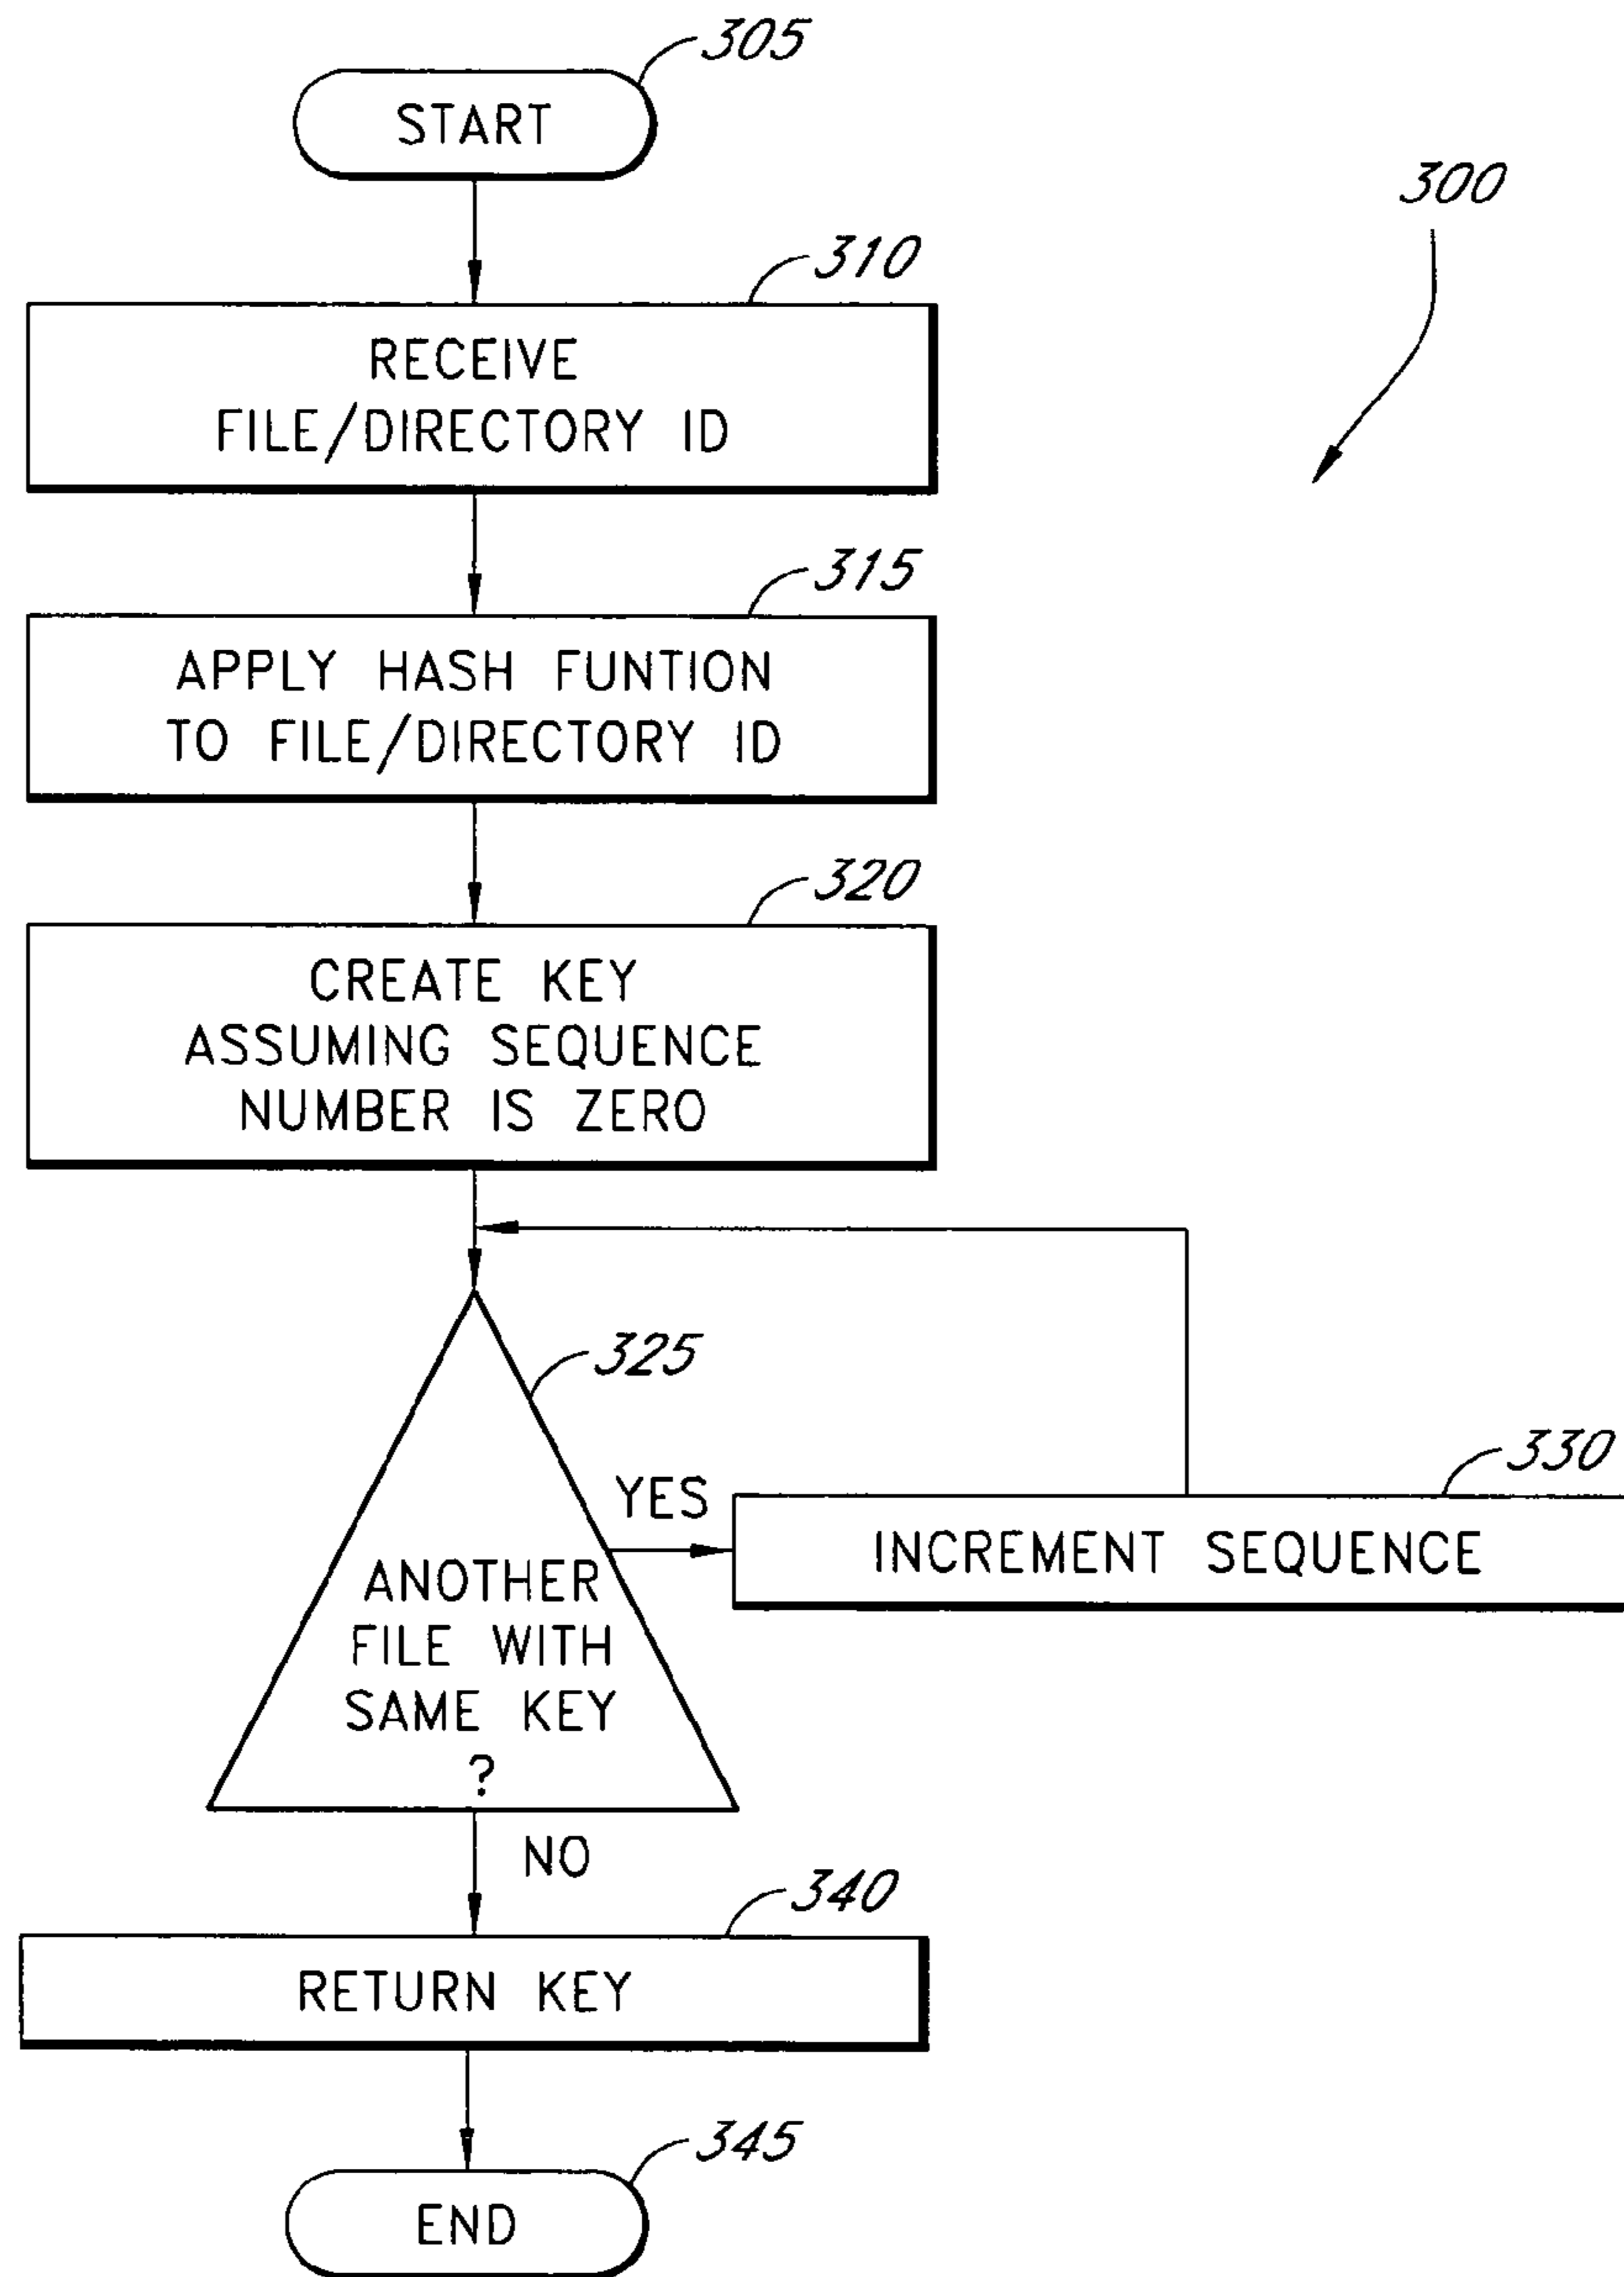 305
START
300
310
RECEIVE
FILE/DIRECTORY ID
315
APPLY HASH FUNTION
TO FILE/DIRECTORY ID
320
CREATE KEY
ASSUMING SEQUENCE
NUMBER IS ZERO
325
YES
330
INCREMENT SEQUENCE
ANOTHER
FILE WITH
SAME KEY
?
NO
340
RETURN KEY
345
END